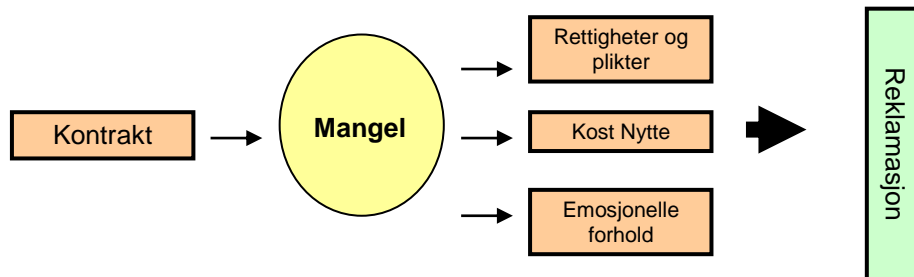 Kontrakt
Mangel
Rettigheter og
plikter
Kost Nytte
Emosjonelle
forhold
Reklamasjon